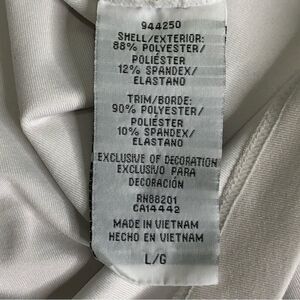 944250
SHELL/EXTERIOR:
88% POLYESTER/
POLIÉSTER
12% SPANDEX/
ELASTANO
TRIM/BORDE:
90% POLYESTER/
POLIÉSTER
10% SPANDEX/
ELASTANO
EXCLUSIVE OF DECORATION
EXCLUSIVO PARA
DECORACIÓN
RN88201
CA14442
MADE IN VIETNAM
HECHO EN VIETNAM
L/G